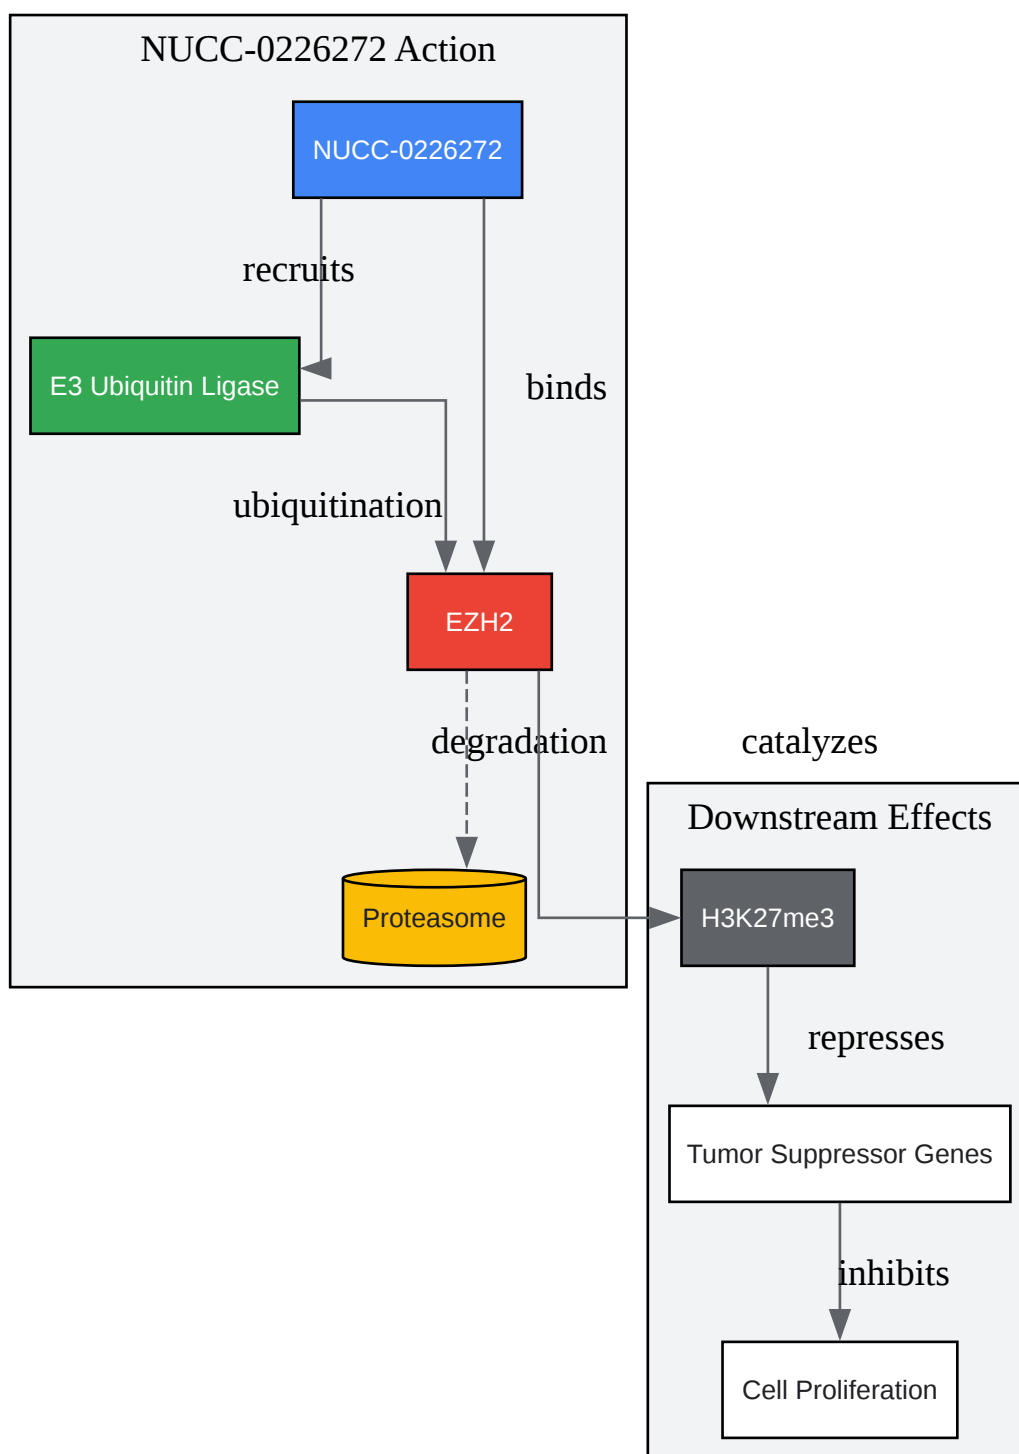 NUCC-0226272 Action
NUCC-0226272
recruits
E3 Ubiquitin Ligase
binds
ubiquitination
EZH2
degradation
catalyzes
Proteasome
Downstream Effects
H3K27me3
represses
Tumor Suppressor Genes
inhibits
Cell Proliferation